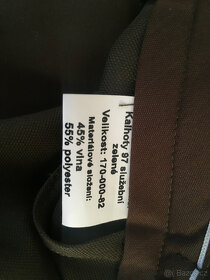 Kalhoty 97 služební
zelené
Velikost: 170-000-82
Materiálové složení:
45% vlna
55% polyester